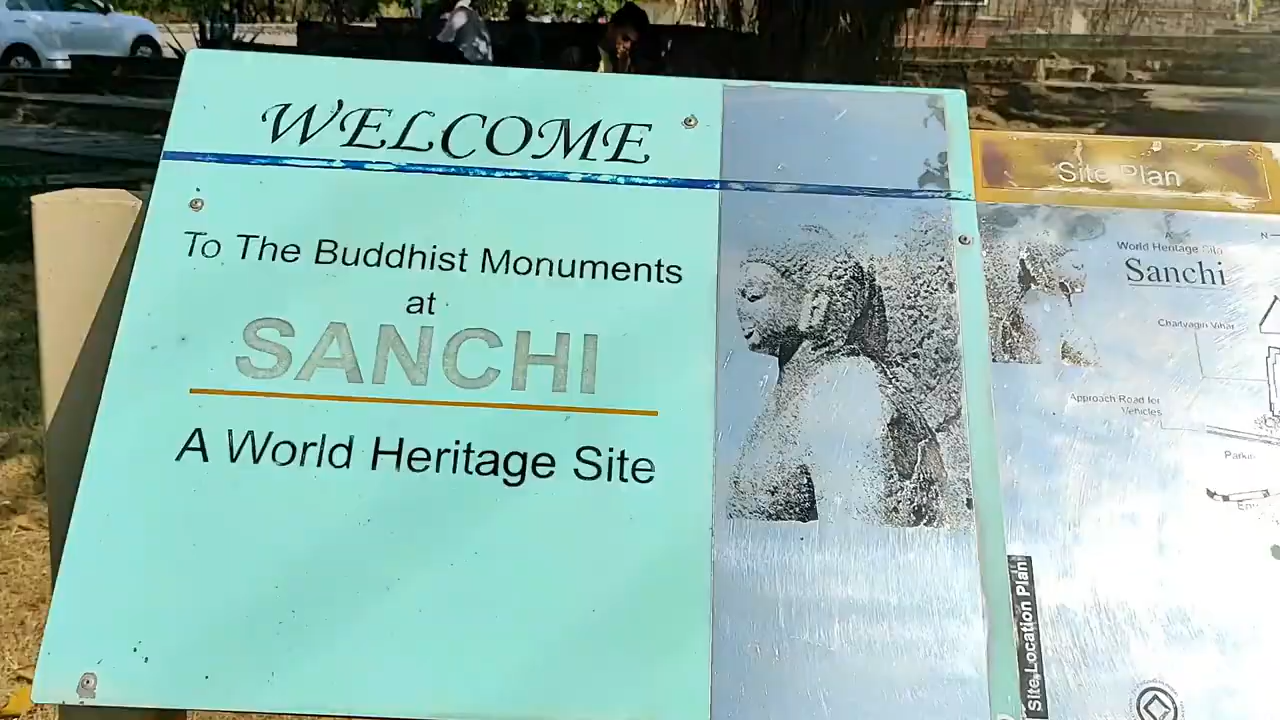 WELCOME
To The Buddhist Monuments
at
SANCHI
A World Heritage Site
Site Plan
World Heritage Site
Sanchi
Chaityagiri Vihar
Approach Road for
Vehicles
N
Site Location Plan